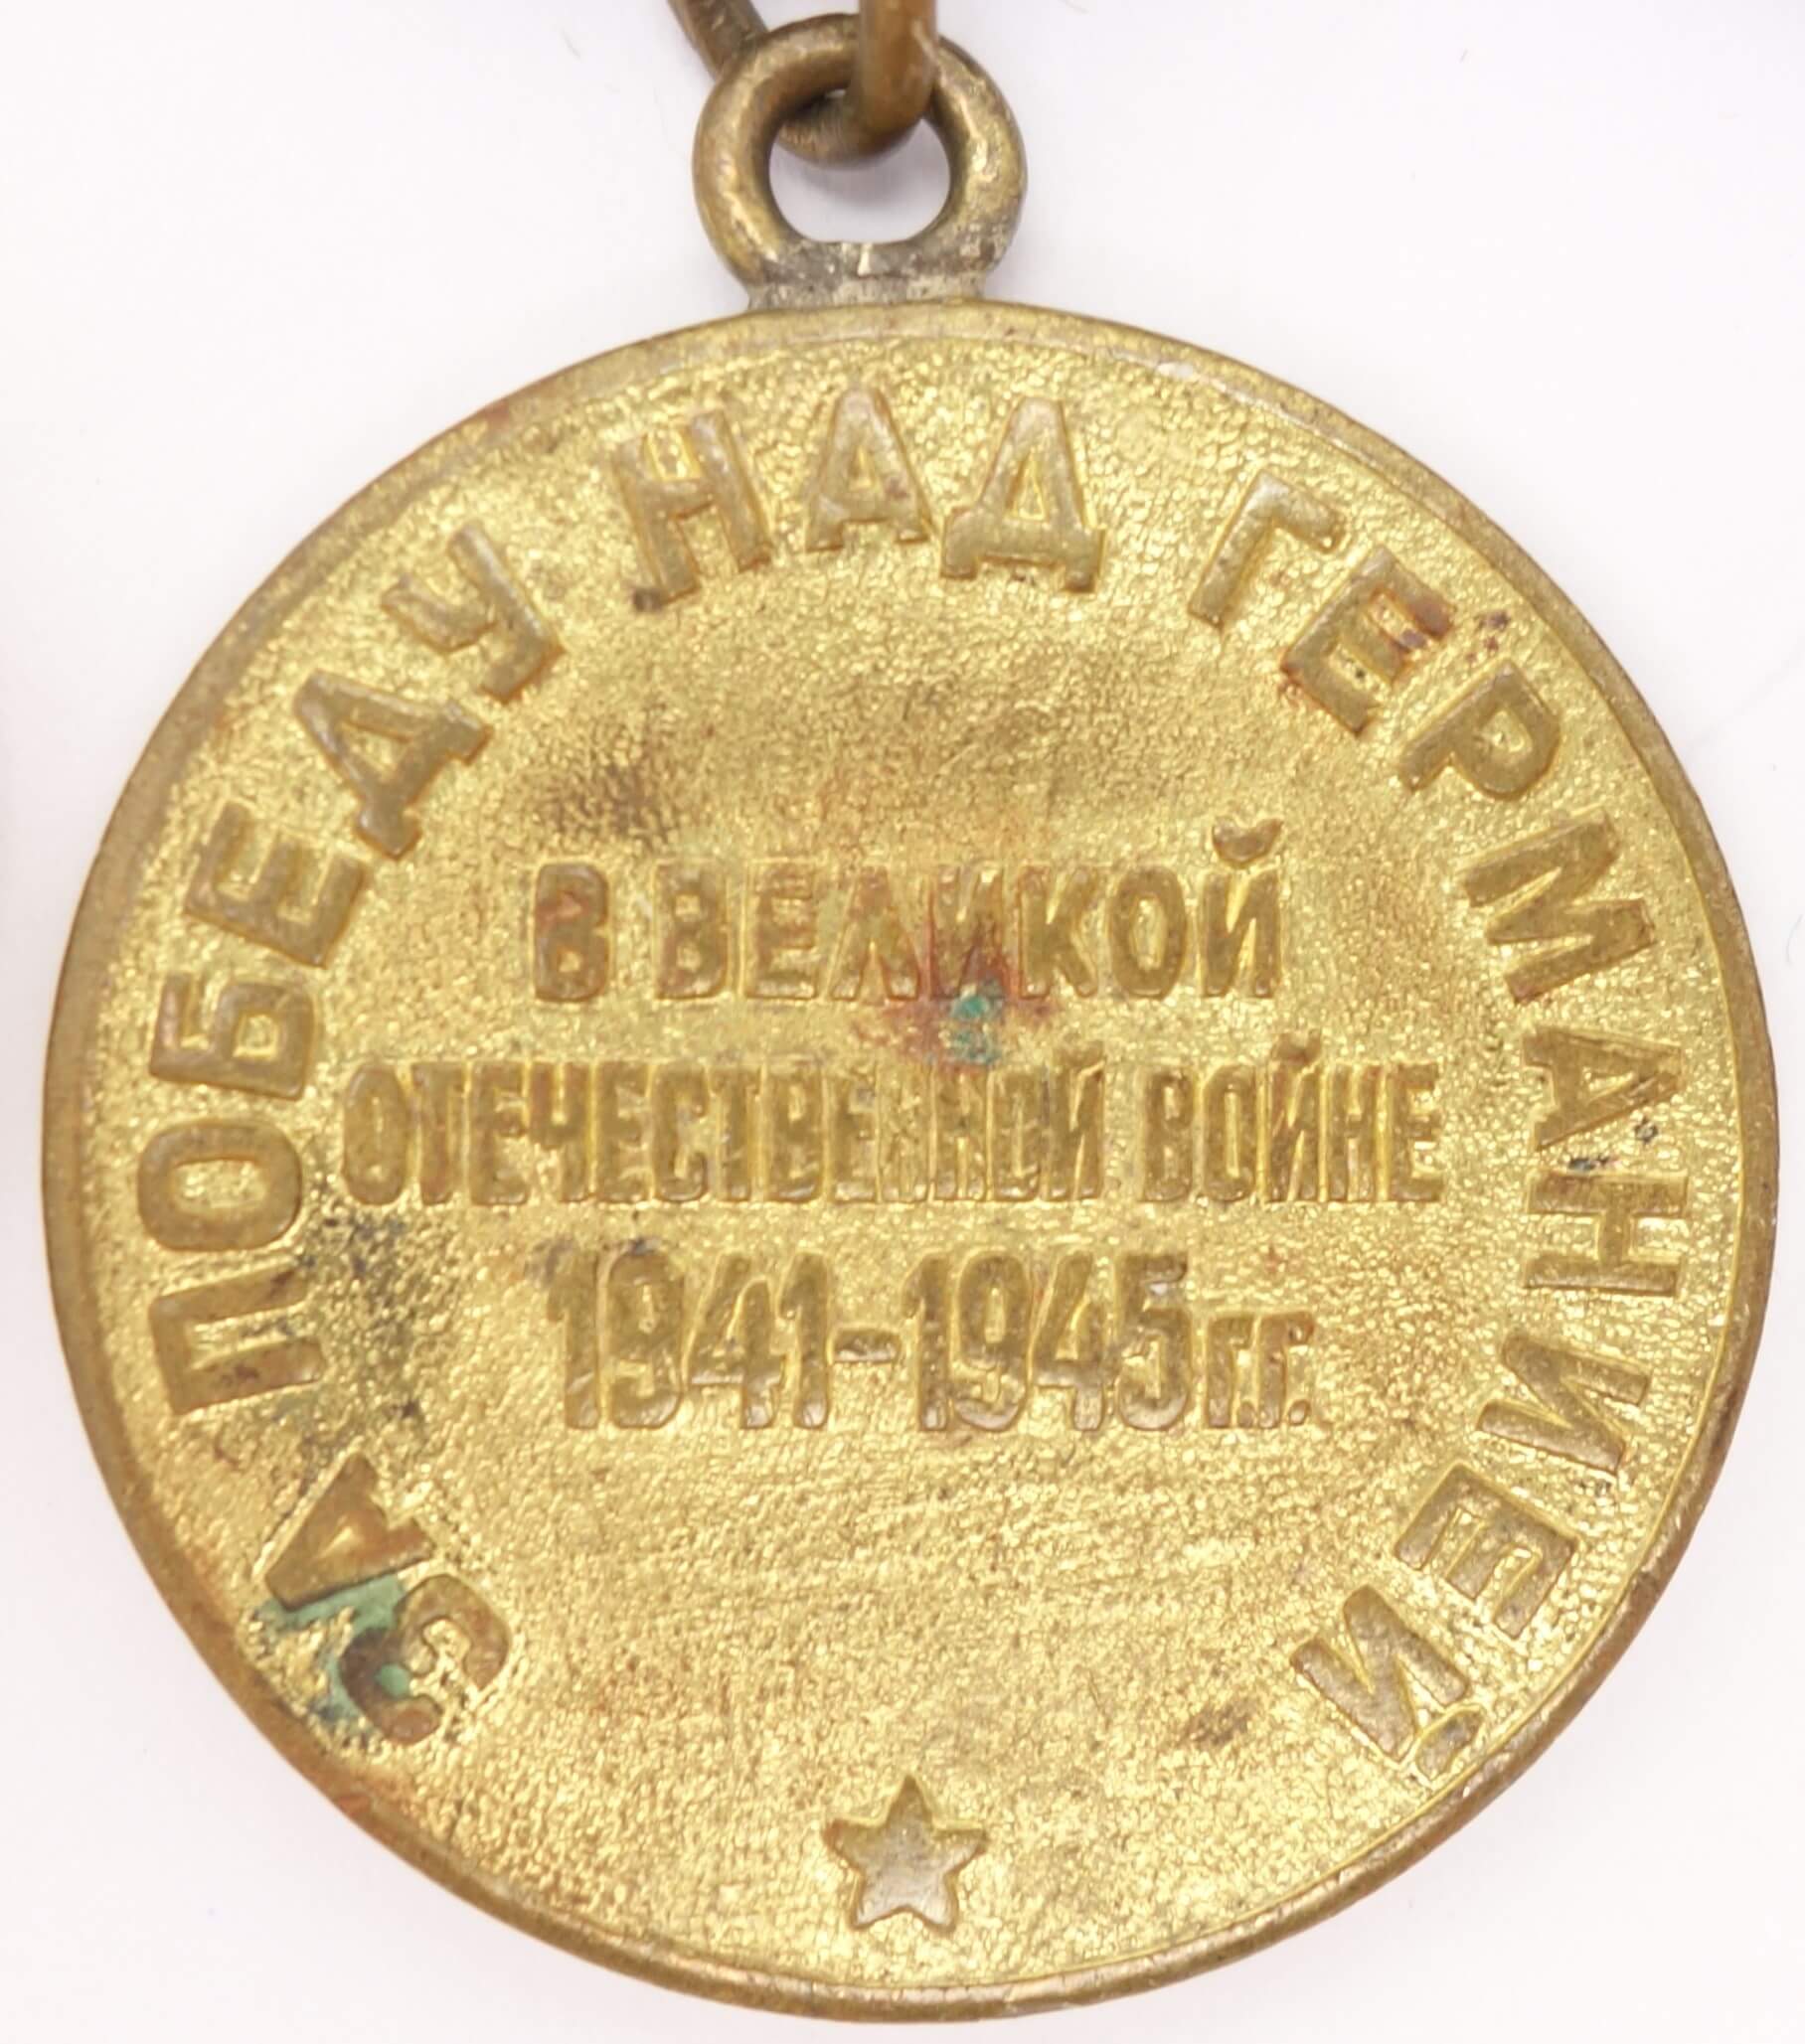 ЗА ПОБЕДУ НАД ГЕРМАНИЕЙ
В ВЕЛИКОЙ
ОТЕЧЕСТВЕННОЙ ВОЙНЕ
1941-1945 гг.